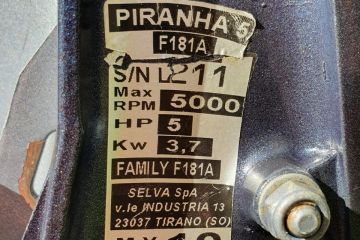 PIRANHA 5
F181A
S/N L211
Max RPM 5000
HP 5
Kw 3,7
FAMILY F181A
SELVA SpA
v.le INDUSTRIA 13
23037 TIRANO (SO)